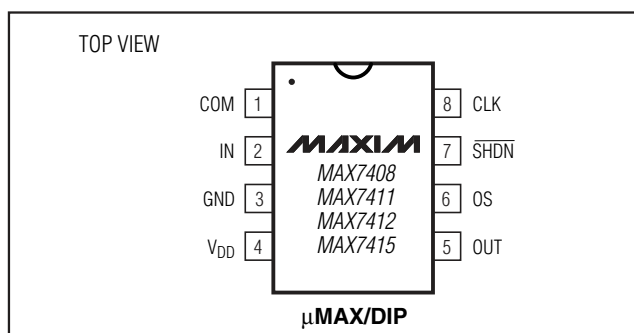 TOP VIEW
COM 1 8 CLK
IN 2 MAXIM 7 S̅H̅D̅N̅
MAX7408
GND 3 MAX7411 6 OS
MAX7412
VDD 4 MAX7415 5 OUT
μMAX/DIP